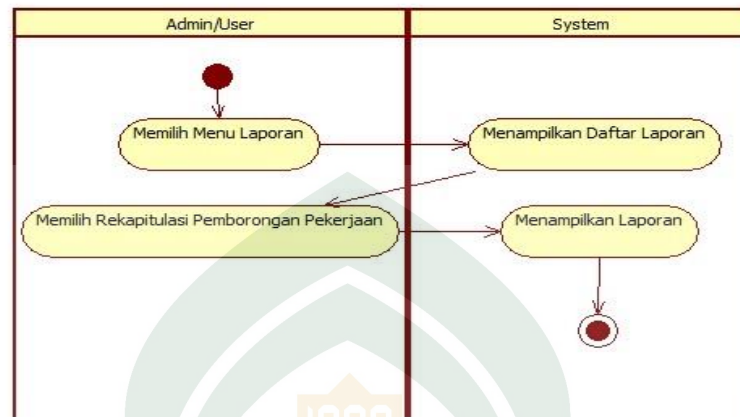 Admin/User
System
Memilih Menu Laporan
Menampilkan Daftar Laporan
Memilih Rekapitulasi Pemborongan Pekerjaan
Menampilkan Laporan